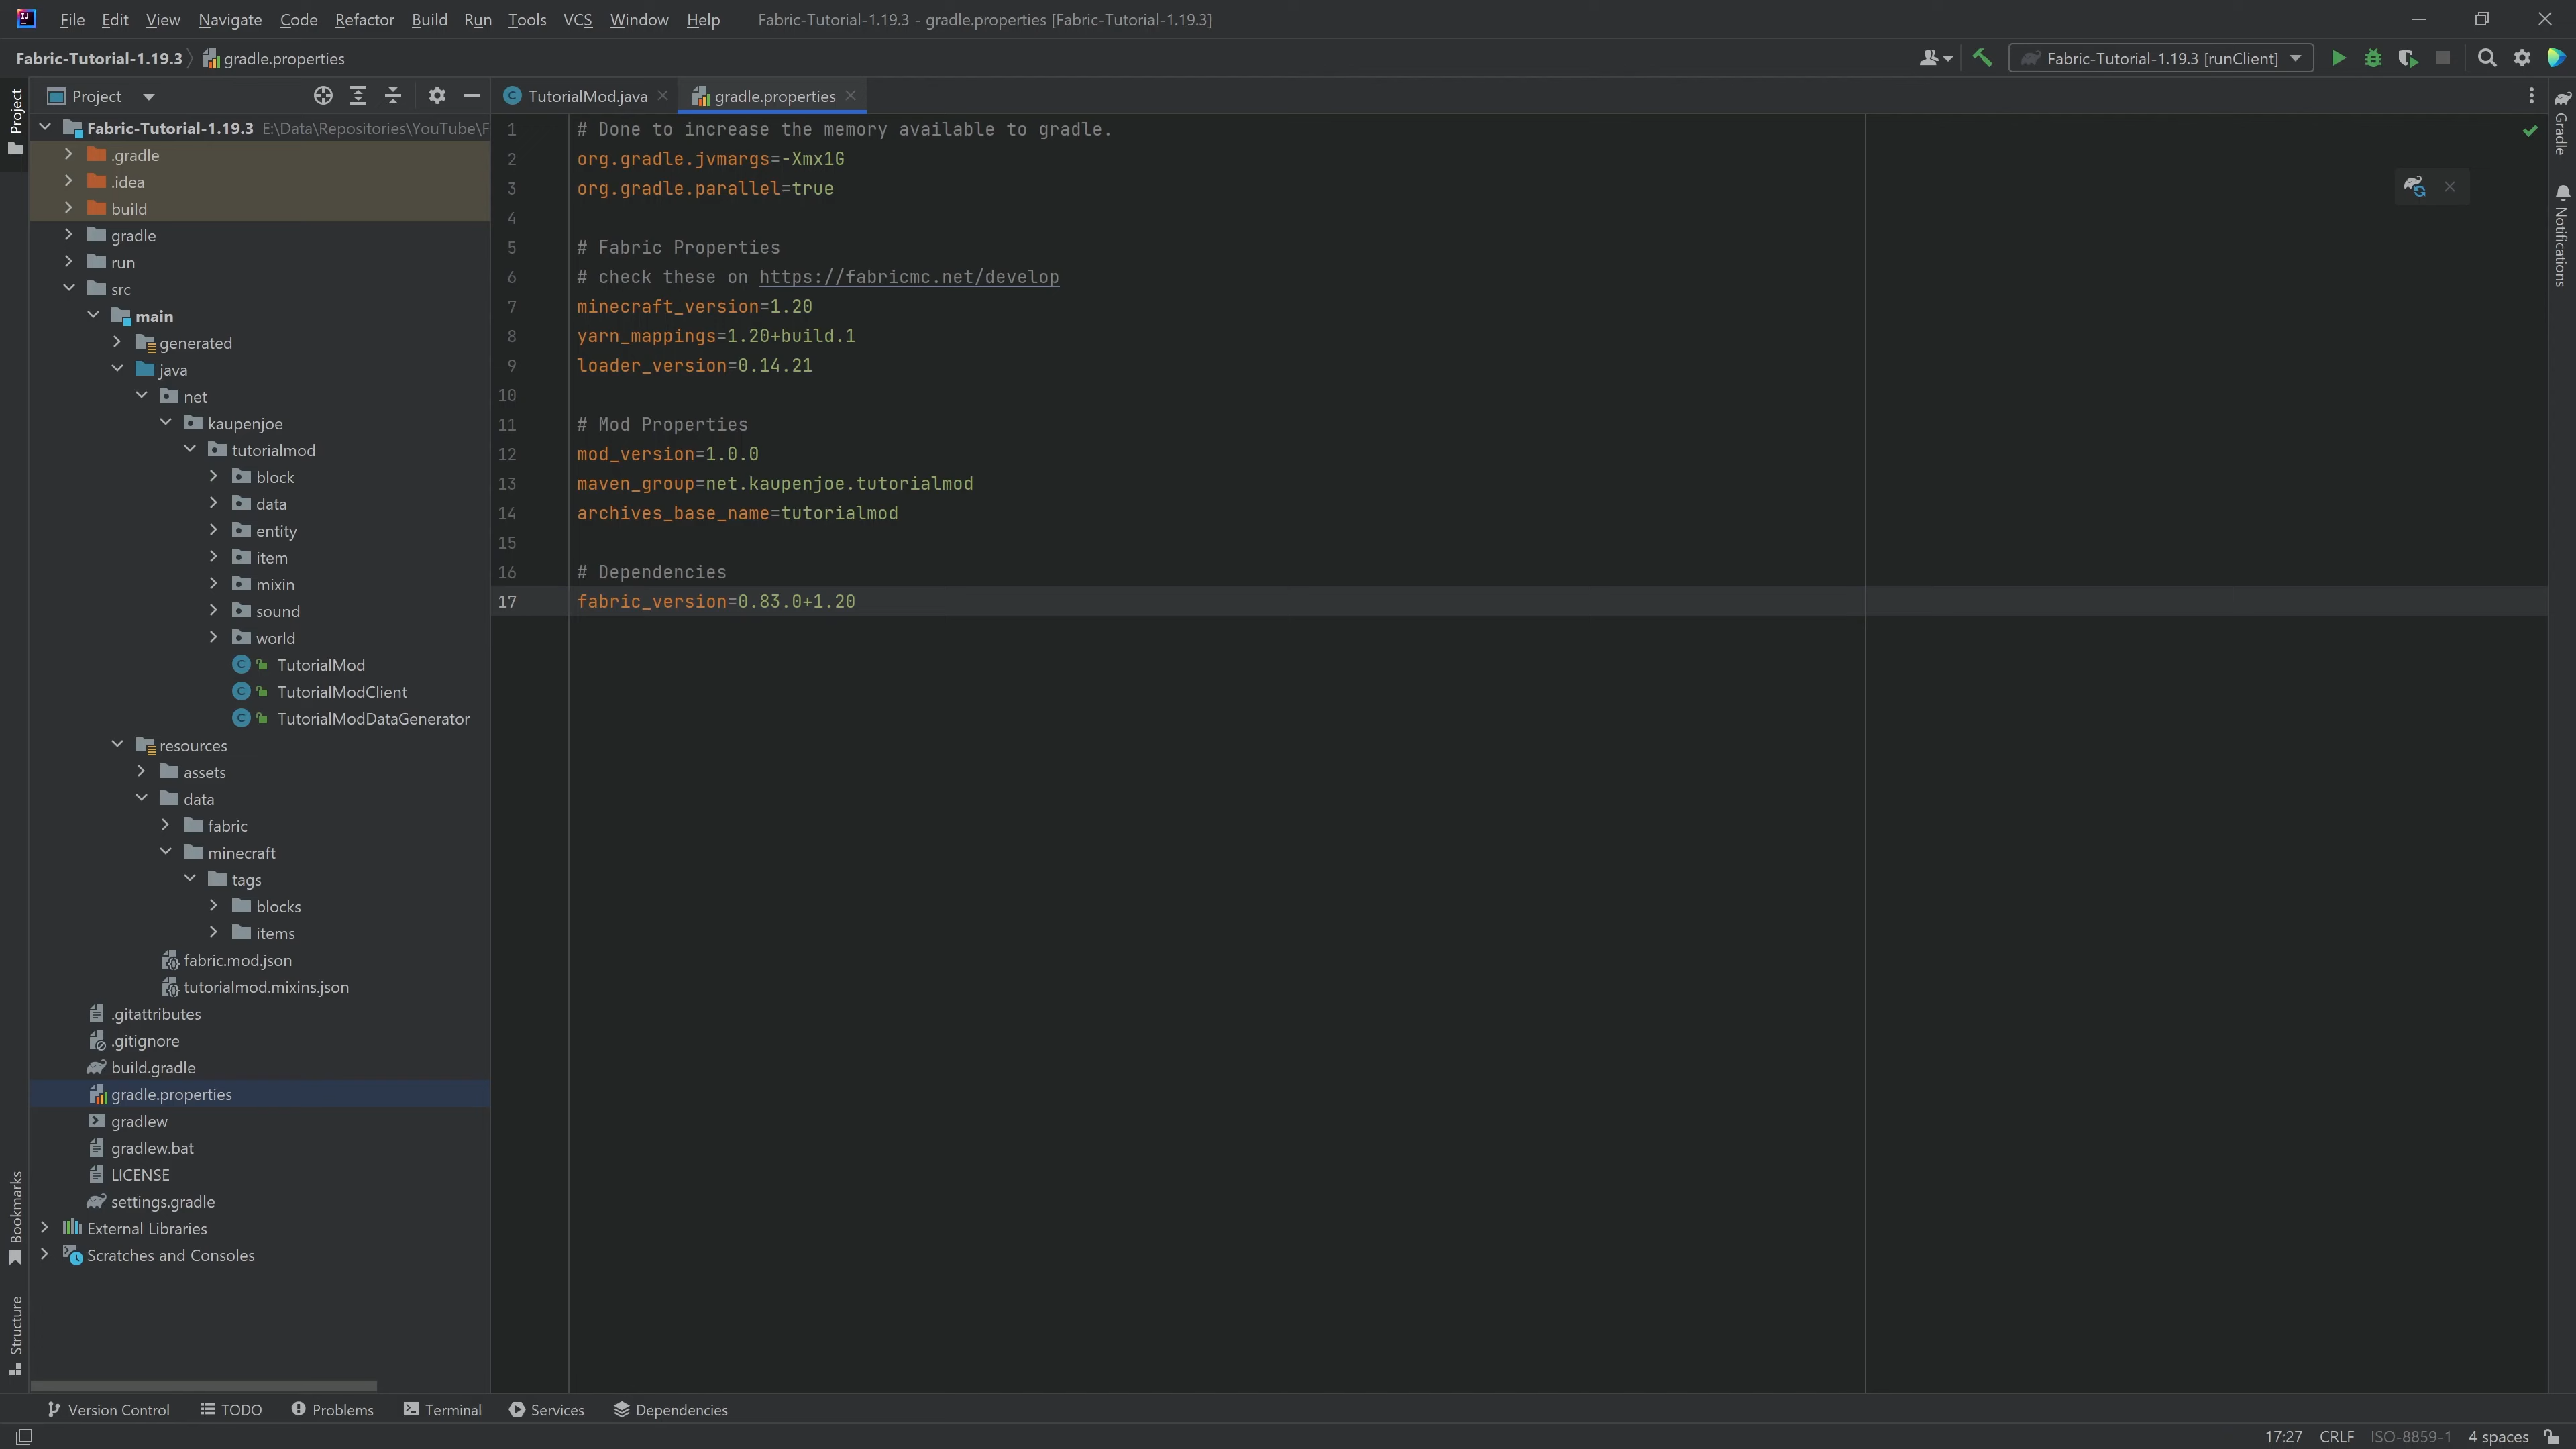 File Edit View Navigate Code Refactor Build Run Tools VCS Window Help Fabric-Tutorial-1.19.3 - gradle.properties [Fabric-Tutorial-1.19.3]
Fabric-Tutorial-1.19.3 gradle.properties Fabric-Tutorial-1.19.3 [runClient]
Project
Project
TutorialMod.java
gradle.properties
Fabric-Tutorial-1.19.3 E:\Data\Repositories\YouTube\F
.gradle
.idea
build
gradle
run
src
main
generated
java
net
kaupenjoe
tutorialmod
block
data
entity
item
mixin
sound
world
TutorialMod
TutorialModClient
TutorialModDataGenerator
resources
assets
data
fabric
minecraft
tags
blocks
items
fabric.mod.json
tutorialmod.mixins.json
.gitattributes
.gitignore
build.gradle
gradle.properties
gradlew
gradlew.bat
LICENSE
settings.gradle
External Libraries
Scratches and Consoles
Bookmarks
Structure
1 # Done to increase the memory available to gradle.
2 org.gradle.jvmargs=-Xmx1G
3 org.gradle.parallel=true
4
5 # Fabric Properties
6 # check these on https://fabricmc.net/develop
7 minecraft_version=1.20
8 yarn_mappings=1.20+build.1
9 loader_version=0.14.21
10
11 # Mod Properties
12 mod_version=1.0.0
13 maven_group=net.kaupenjoe.tutorialmod
14 archives_base_name=tutorialmod
15
16 # Dependencies
17 fabric_version=0.83.0+1.20
Gradle
Notifications
Version Control TODO Problems Terminal Services Dependencies
17:27 CRLF ISO-8859-1 4 spaces